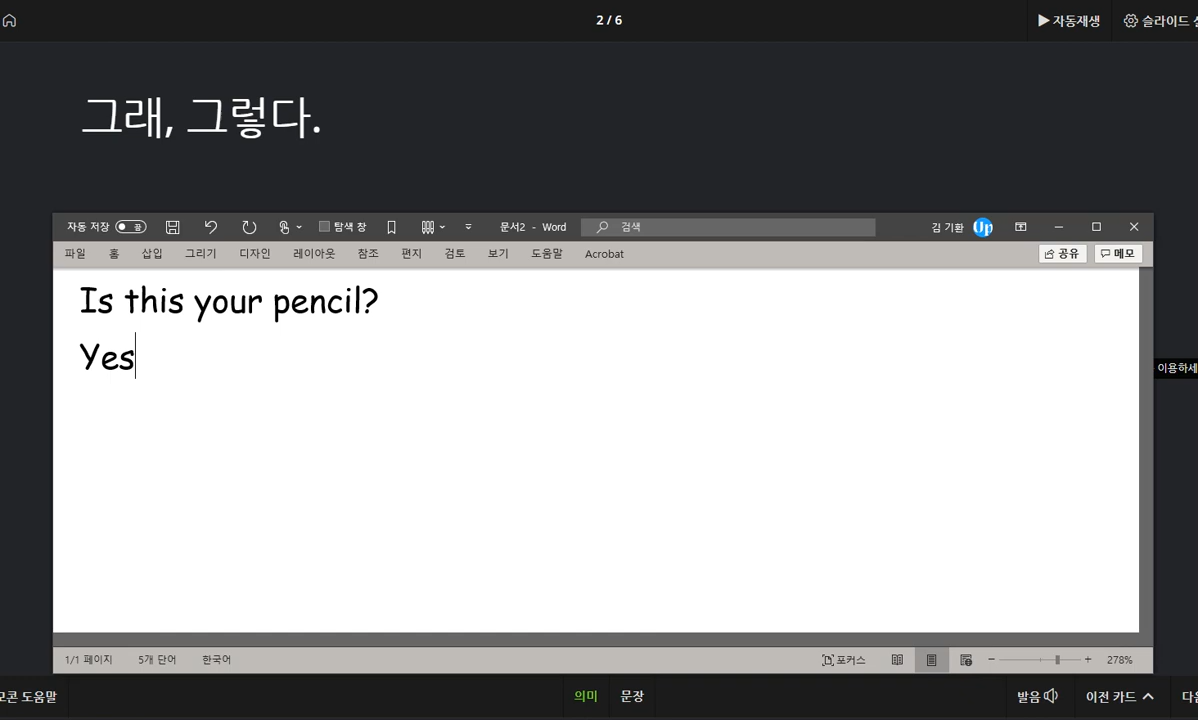 2 / 6
자동재생
슬라이드
그래, 그렇다.
자동 저장
끔
탐색 창
문서2 - Word
검색
김 기환
Up
파일 홈 삽입 그리기 디자인 레이아웃 참조 편지 검토 보기 도움말 Acrobat
공유
메모
Is this your pencil?
Yes
이용하세
1/1 페이지
5개 단어
한국어
포커스
278%
모콘 도움말
의미
문장
발음
이전 카드